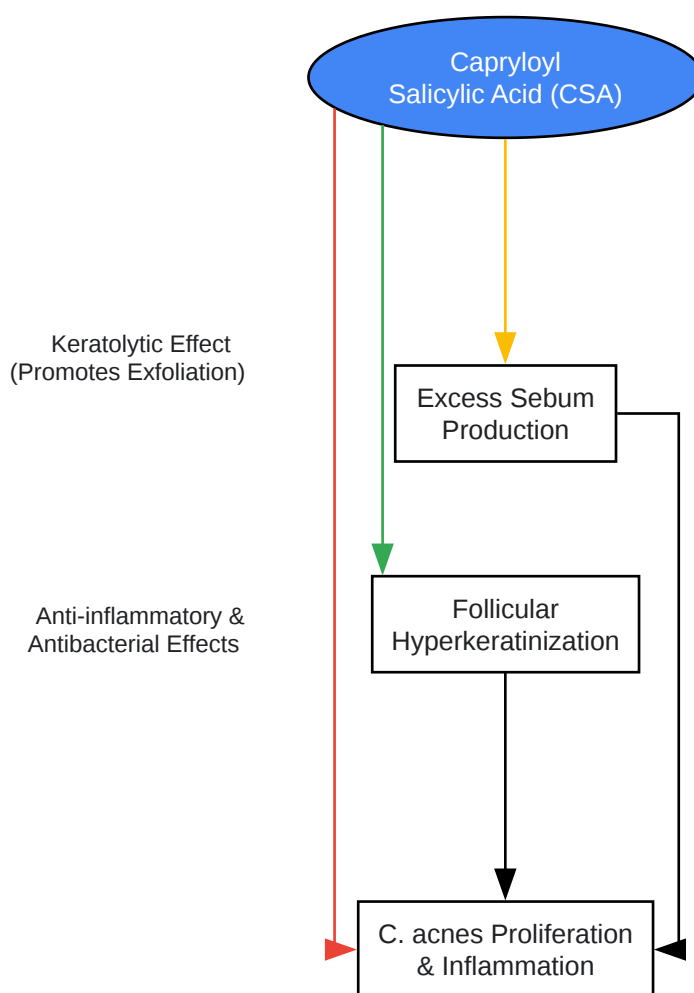 Capryloyl
Salicylic Acid (CSA)
Keratolytic Effect
(Promotes Exfoliation)
Excess Sebum
Production
Anti-inflammatory &
Antibacterial Effects
Follicular
Hyperkeratinization
C. acnes Proliferation
& Inflammation